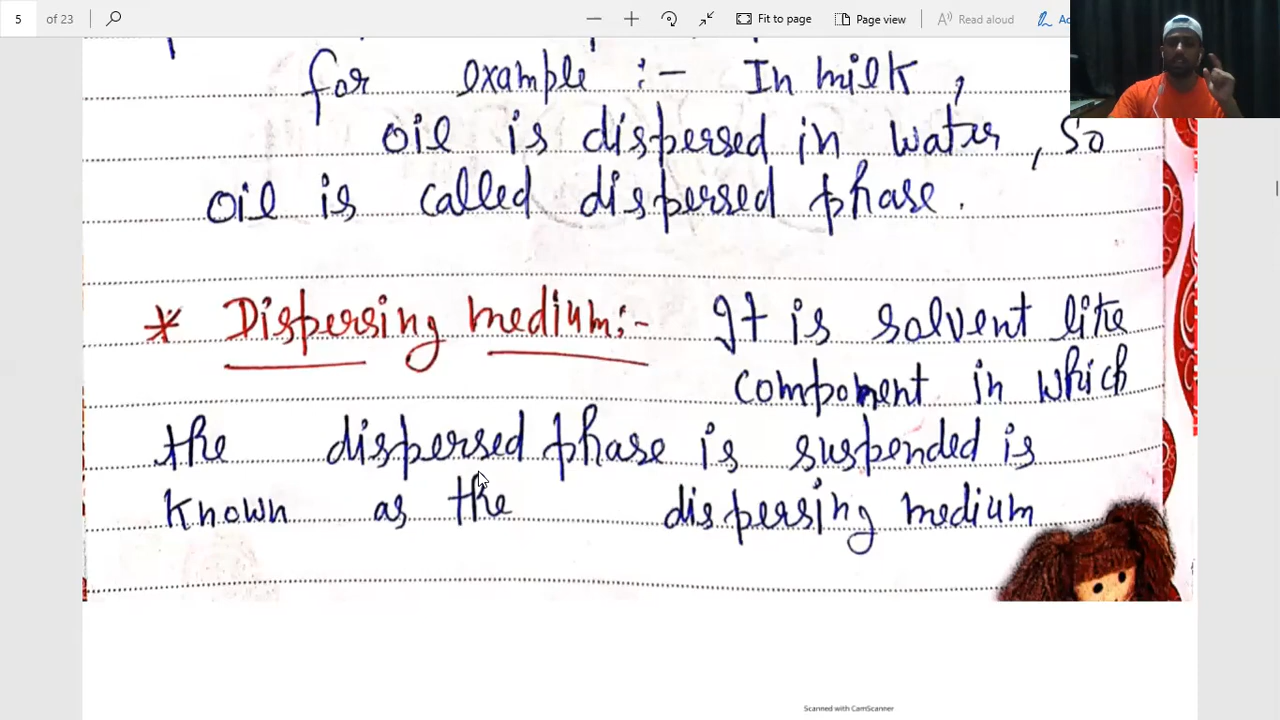 5 of 23 Fit to page Page view Read aloud
for example :- In milk,
oil is dispersed in water, so
oil is called dispersed phase.
* Dispersing medium:- It is solvent like
component in which
the dispersed phase is suspended is
known as the dispersing medium
Scanned with CamScanner